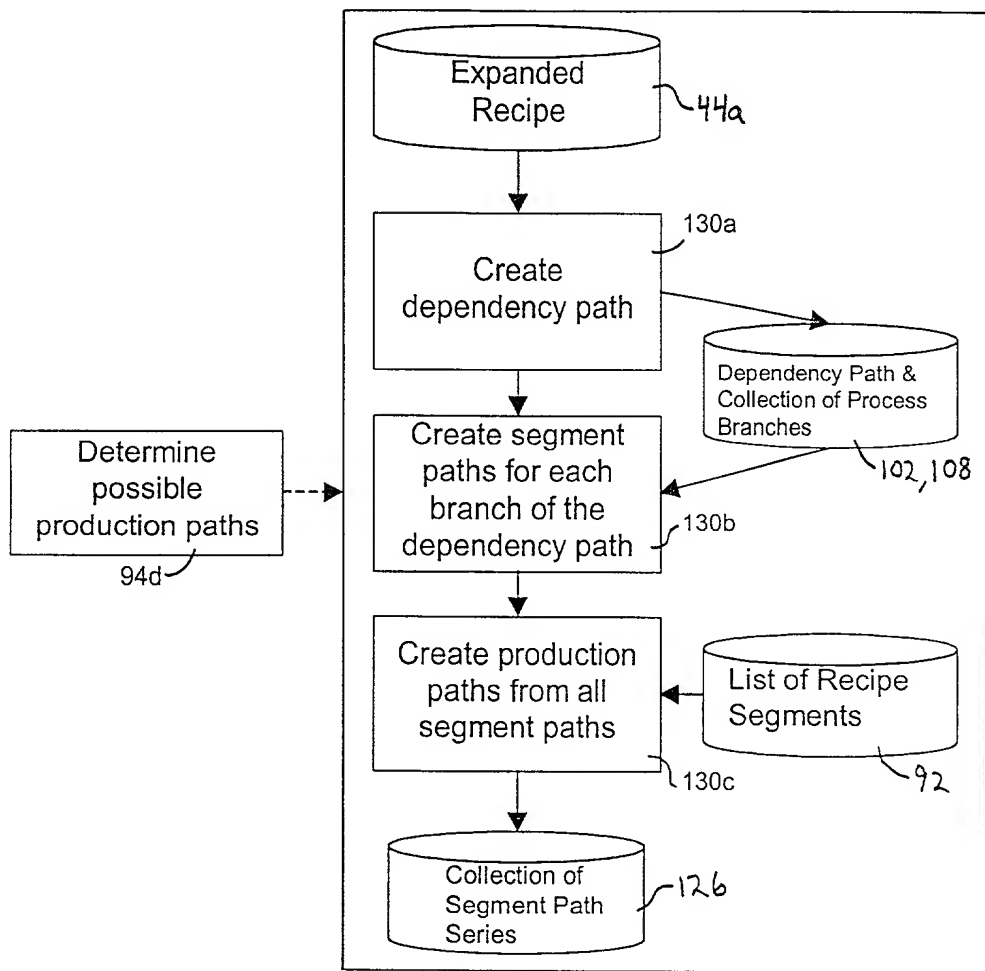 Expanded
Recipe
44a
130a
Create
dependency path
Dependency Path &
Collection of Process
Branches
102, 108
Create segment
paths for each
branch of the
dependency path
130b
Determine
possible
production paths
94d
Create production
paths from all
segment paths
130c
List of Recipe
Segments
92
Collection of
Segment Path
Series
126